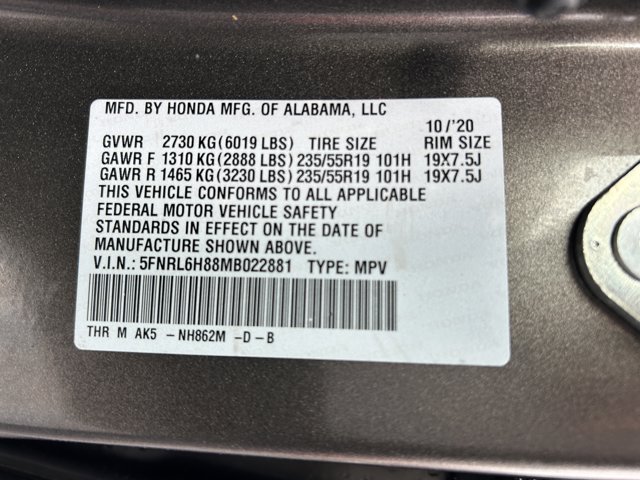 MFD. BY HONDA MFG. OF ALABAMA, LLC
10/'20
GVWR 2730 KG(6019 LBS) TIRE SIZE RIM SIZE
GAWR F 1310 KG (2888 LBS) 235/55R19 101H 19X7.5J
GAWR R 1465 KG (3230 LBS) 235/55R19 101H 19X7.5J
THIS VEHICLE CONFORMS TO ALL APPLICABLE
FEDERAL MOTOR VEHICLE SAFETY
STANDARDS IN EFFECT ON THE DATE OF
MANUFACTURE SHOWN ABOVE.
V.I.N.: 5FNRL6H88MB022881 TYPE: MPV
THR M AK5 -NH862M -D-B